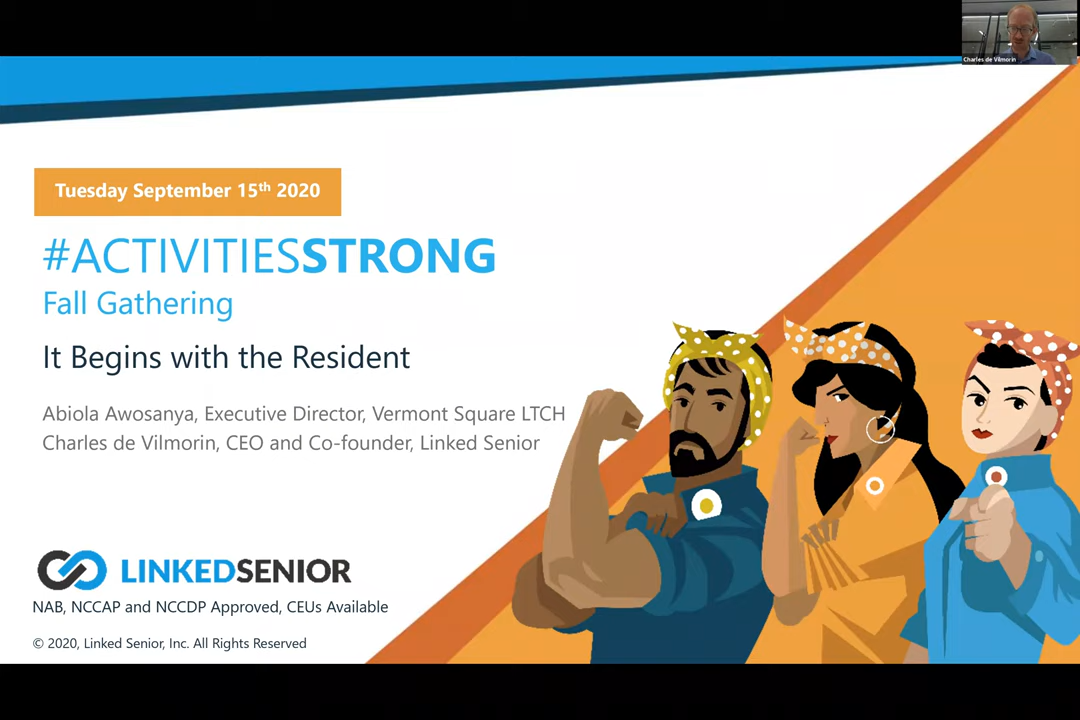 Charles de Vilmorin
Tuesday September 15th 2020
#ACTIVITIESSTRONG
Fall Gathering
It Begins with the Resident
Abiola Awosanya, Executive Director, Vermont Square LTCH
Charles de Vilmorin, CEO and Co-founder, Linked Senior
LINKEDSENIOR
NAB, NCCAP and NCCDP Approved, CEUs Available
© 2020, Linked Senior, Inc. All Rights Reserved